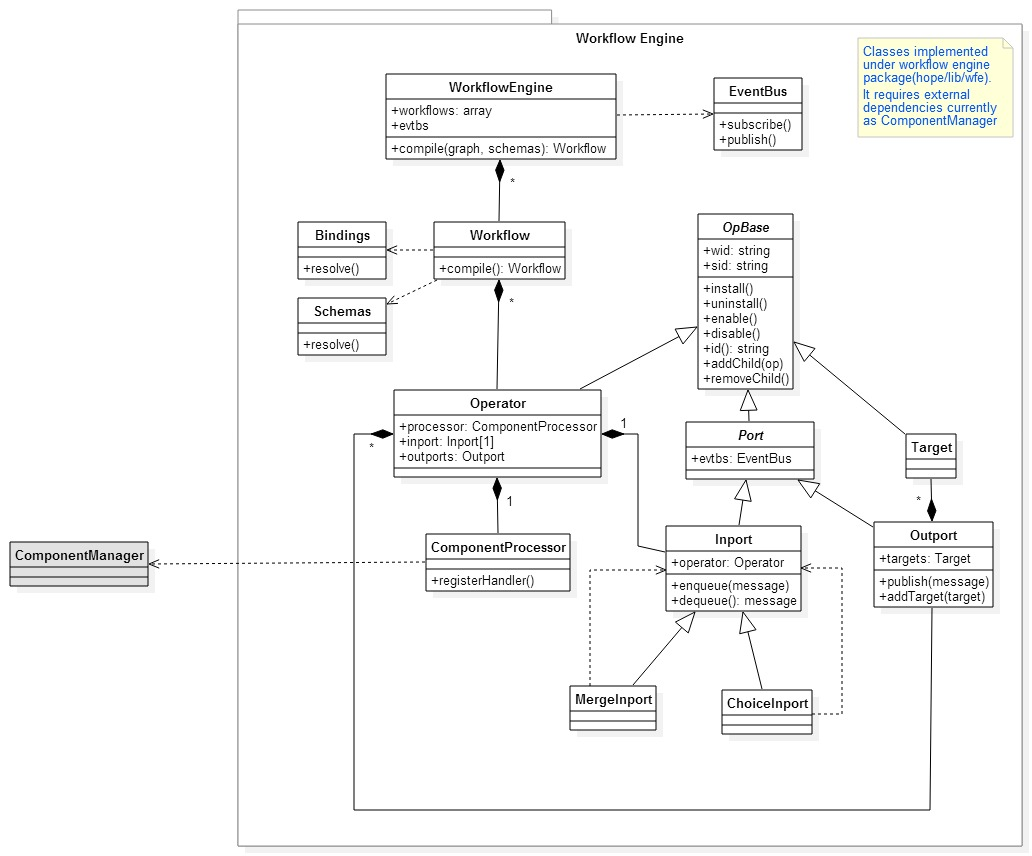 Workflow Engine
Classes implemented
under workflow engine
package(hope/lib/wfe).
It requires external
dependencies currently
as ComponentManager
WorkflowEngine
+workflows: array
+evtbs
+compile(graph, schemas): Workflow
EventBus
+subscribe()
+publish()
*
Bindings
+resolve()
Workflow
+compile(): Workflow
OpBase
+wid: string
+sid: string
+install()
+uninstall()
+enable()
+disable()
+id(): string
+addChild(op)
+removeChild()
Schemas
+resolve()
*
Operator
+processor: ComponentProcessor
+inport: Inport[1]
+outports: Outport
*
1
1
Port
+evtbs: EventBus
Target
*
ComponentManager
ComponentProcessor
+registerHandler()
Inport
+operator: Operator
+enqueue(message)
+dequeue(): message
Outport
+targets: Target
+publish(message)
+addTarget(target)
MergeInport
ChoiceInport